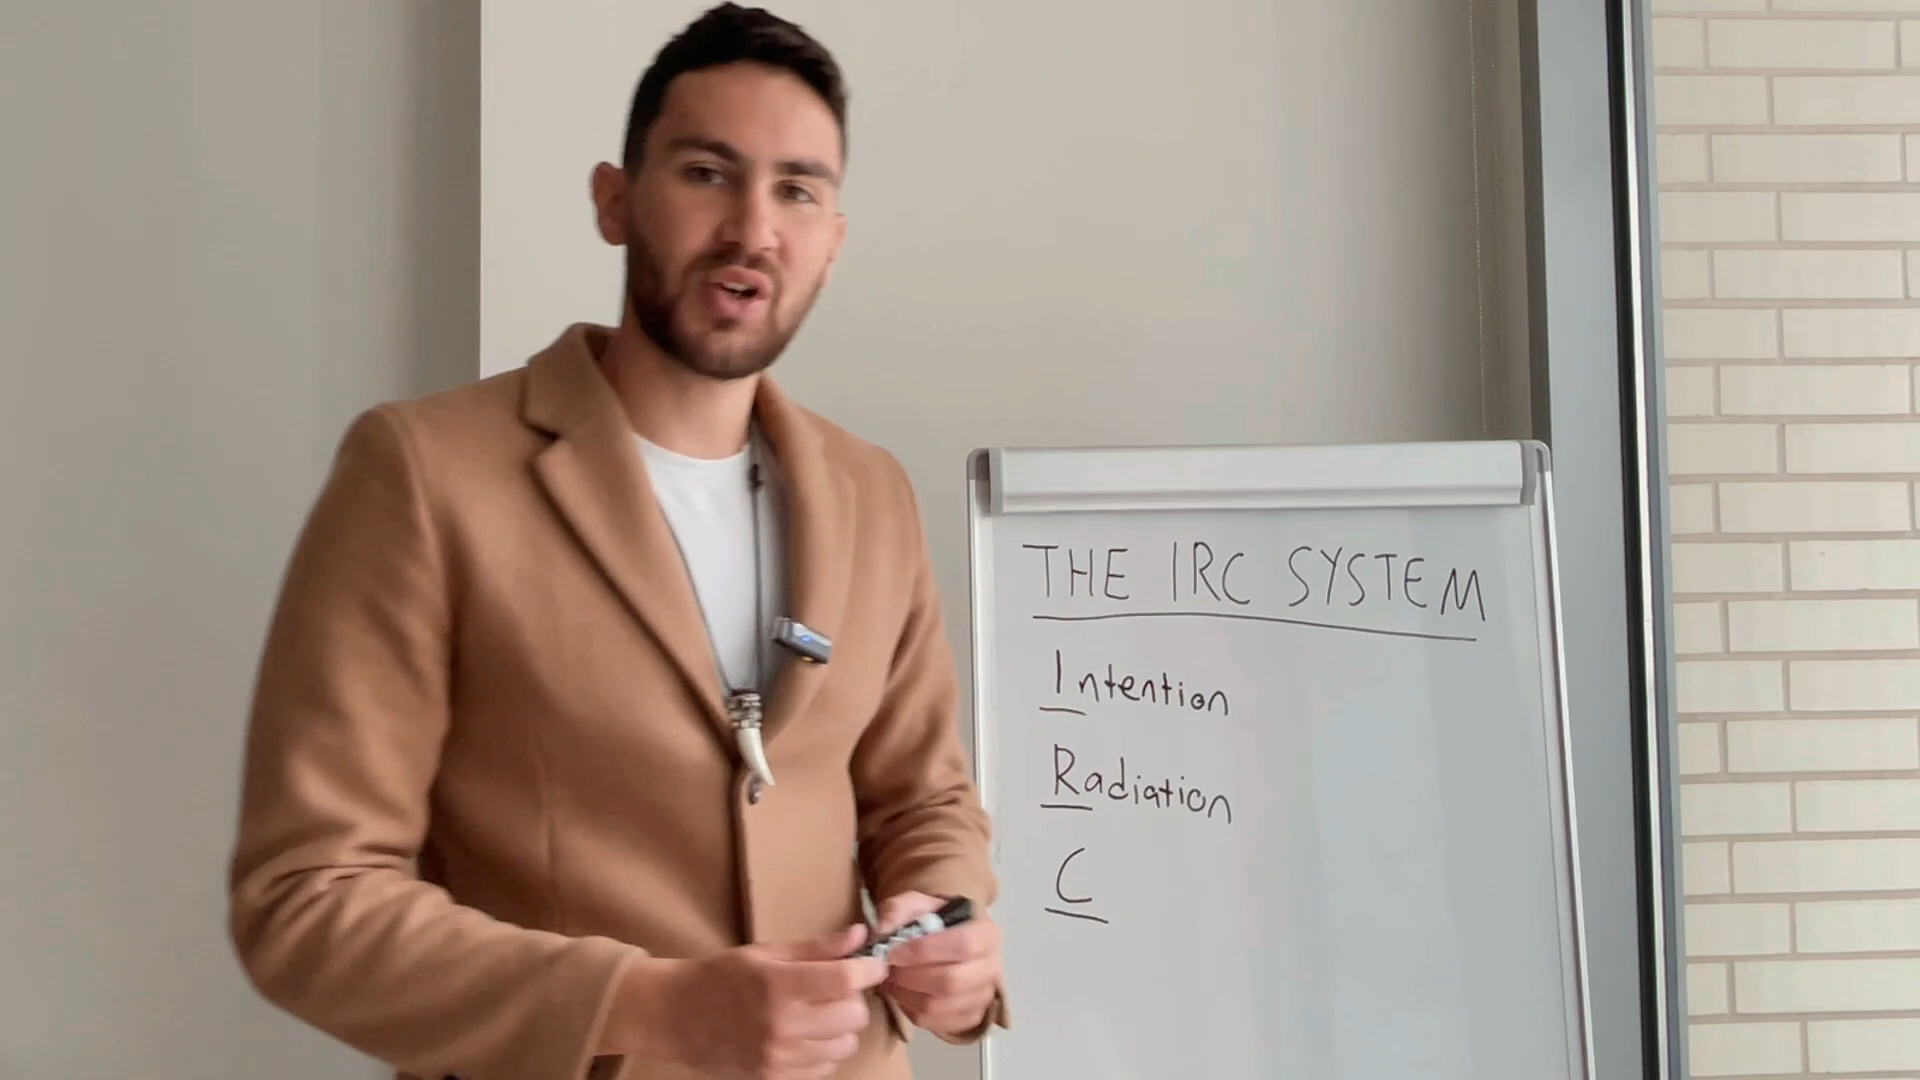 THE IRC SYSTEM
Intention
Radiation
C